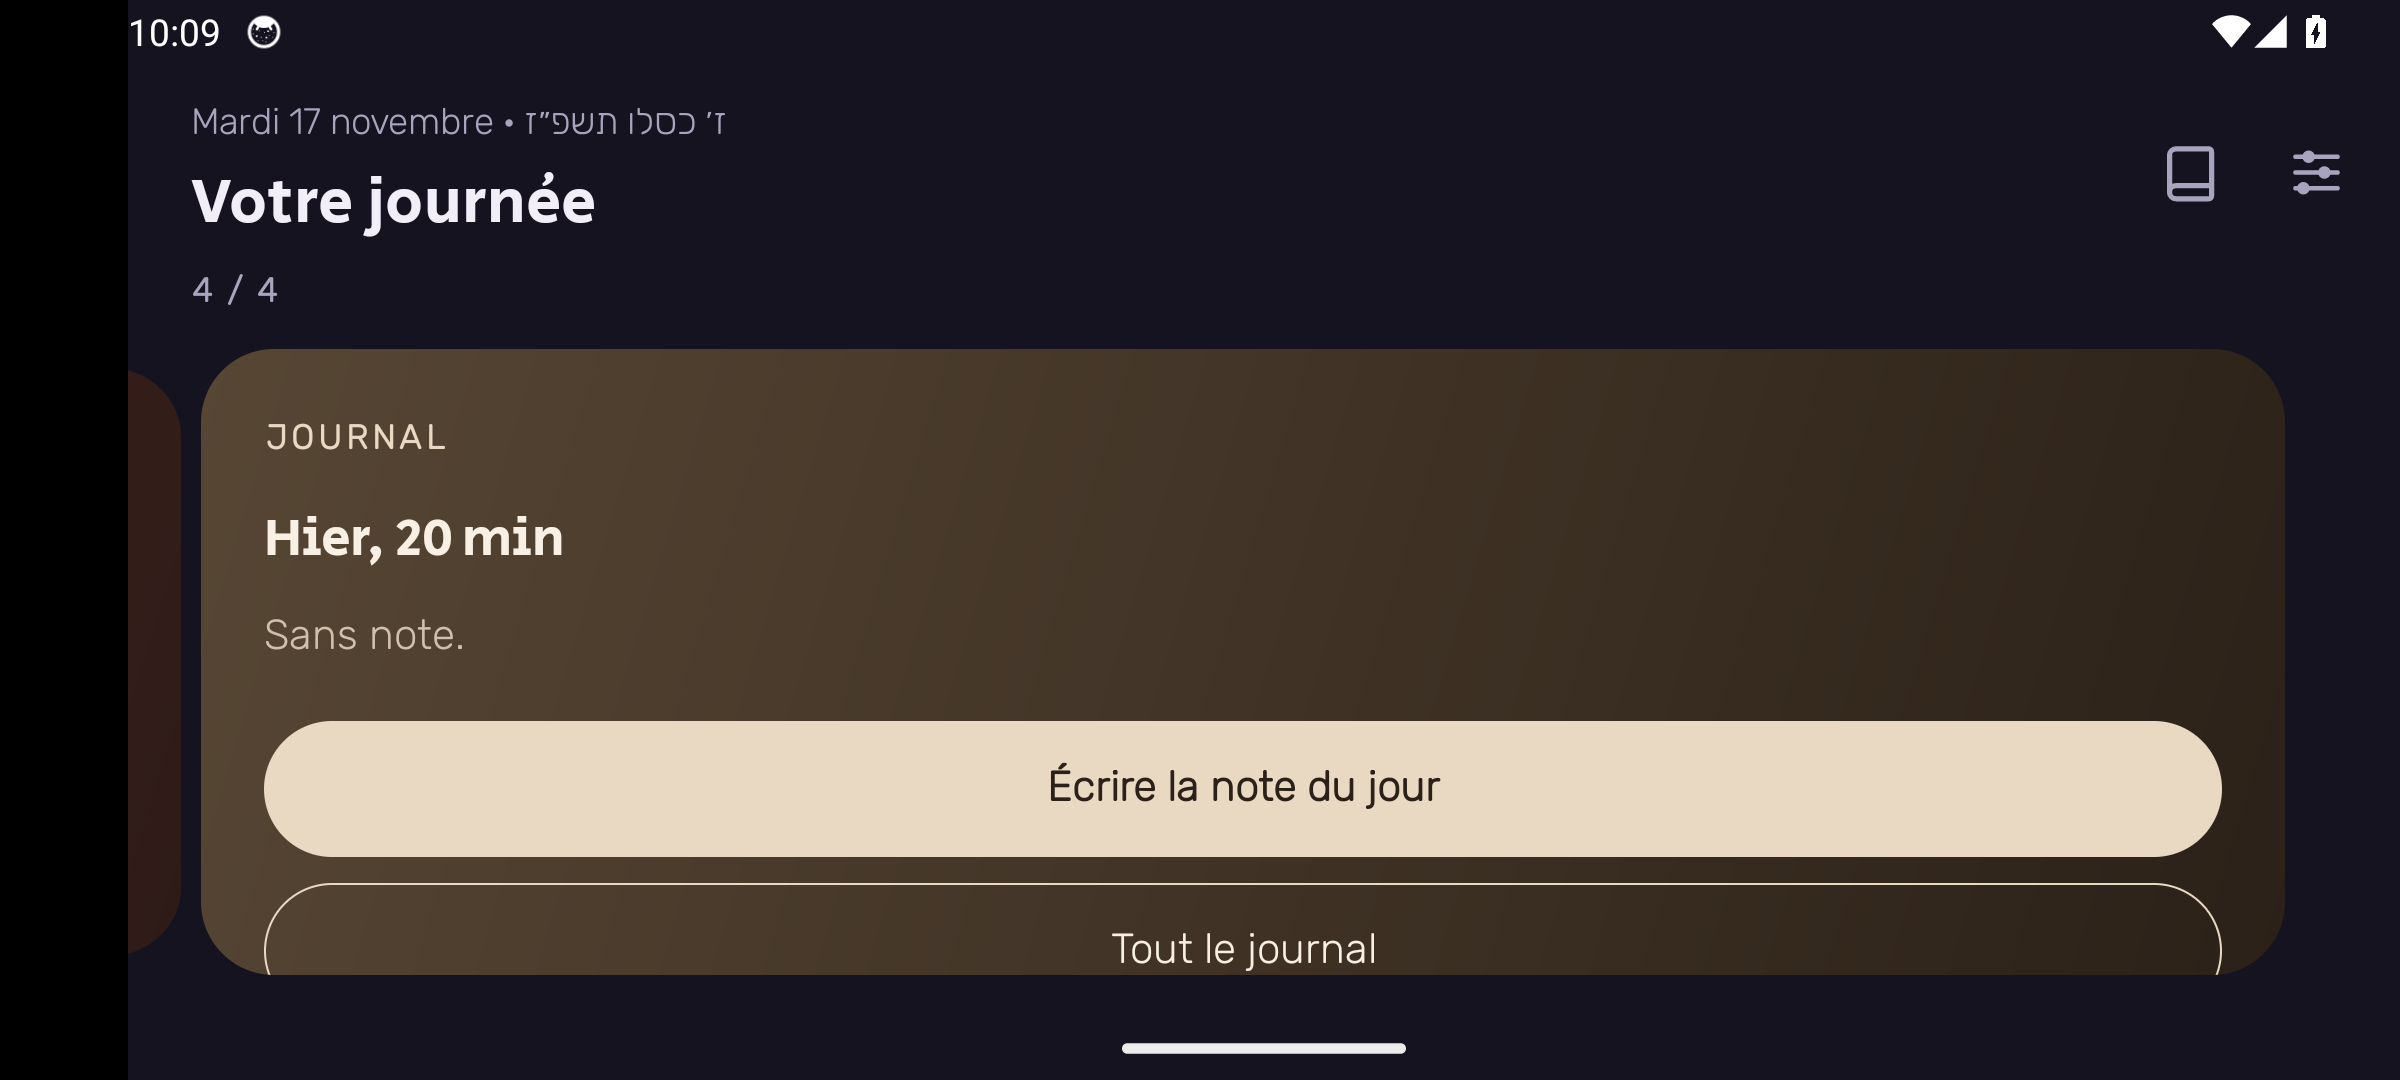 10:09
Mardi 17 novembre • ז׳ כסלו תשפ״ז
Votre journée
4 / 4
JOURNAL
Hier, 20 min
Sans note.
Écrire la note du jour
Tout le journal